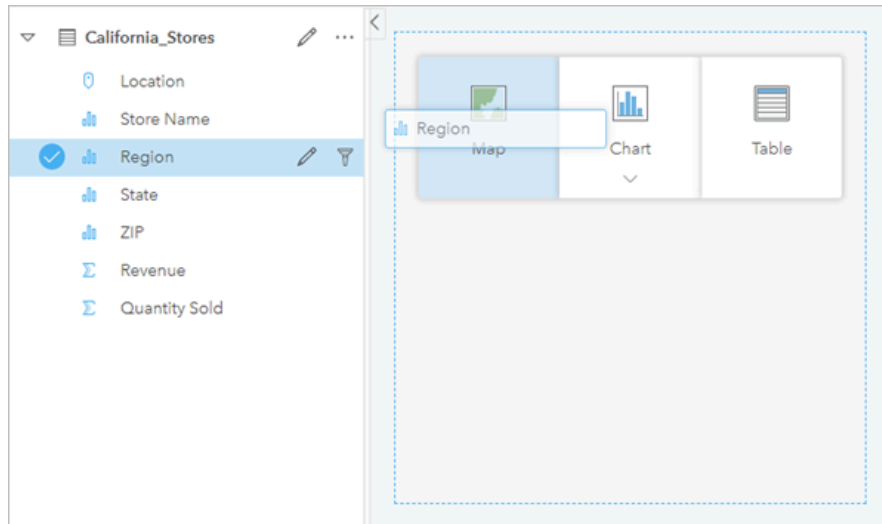 California_Stores
Location
Store Name
Region
State
ZIP
Revenue
Quantity Sold
Region
Map
Chart
Table